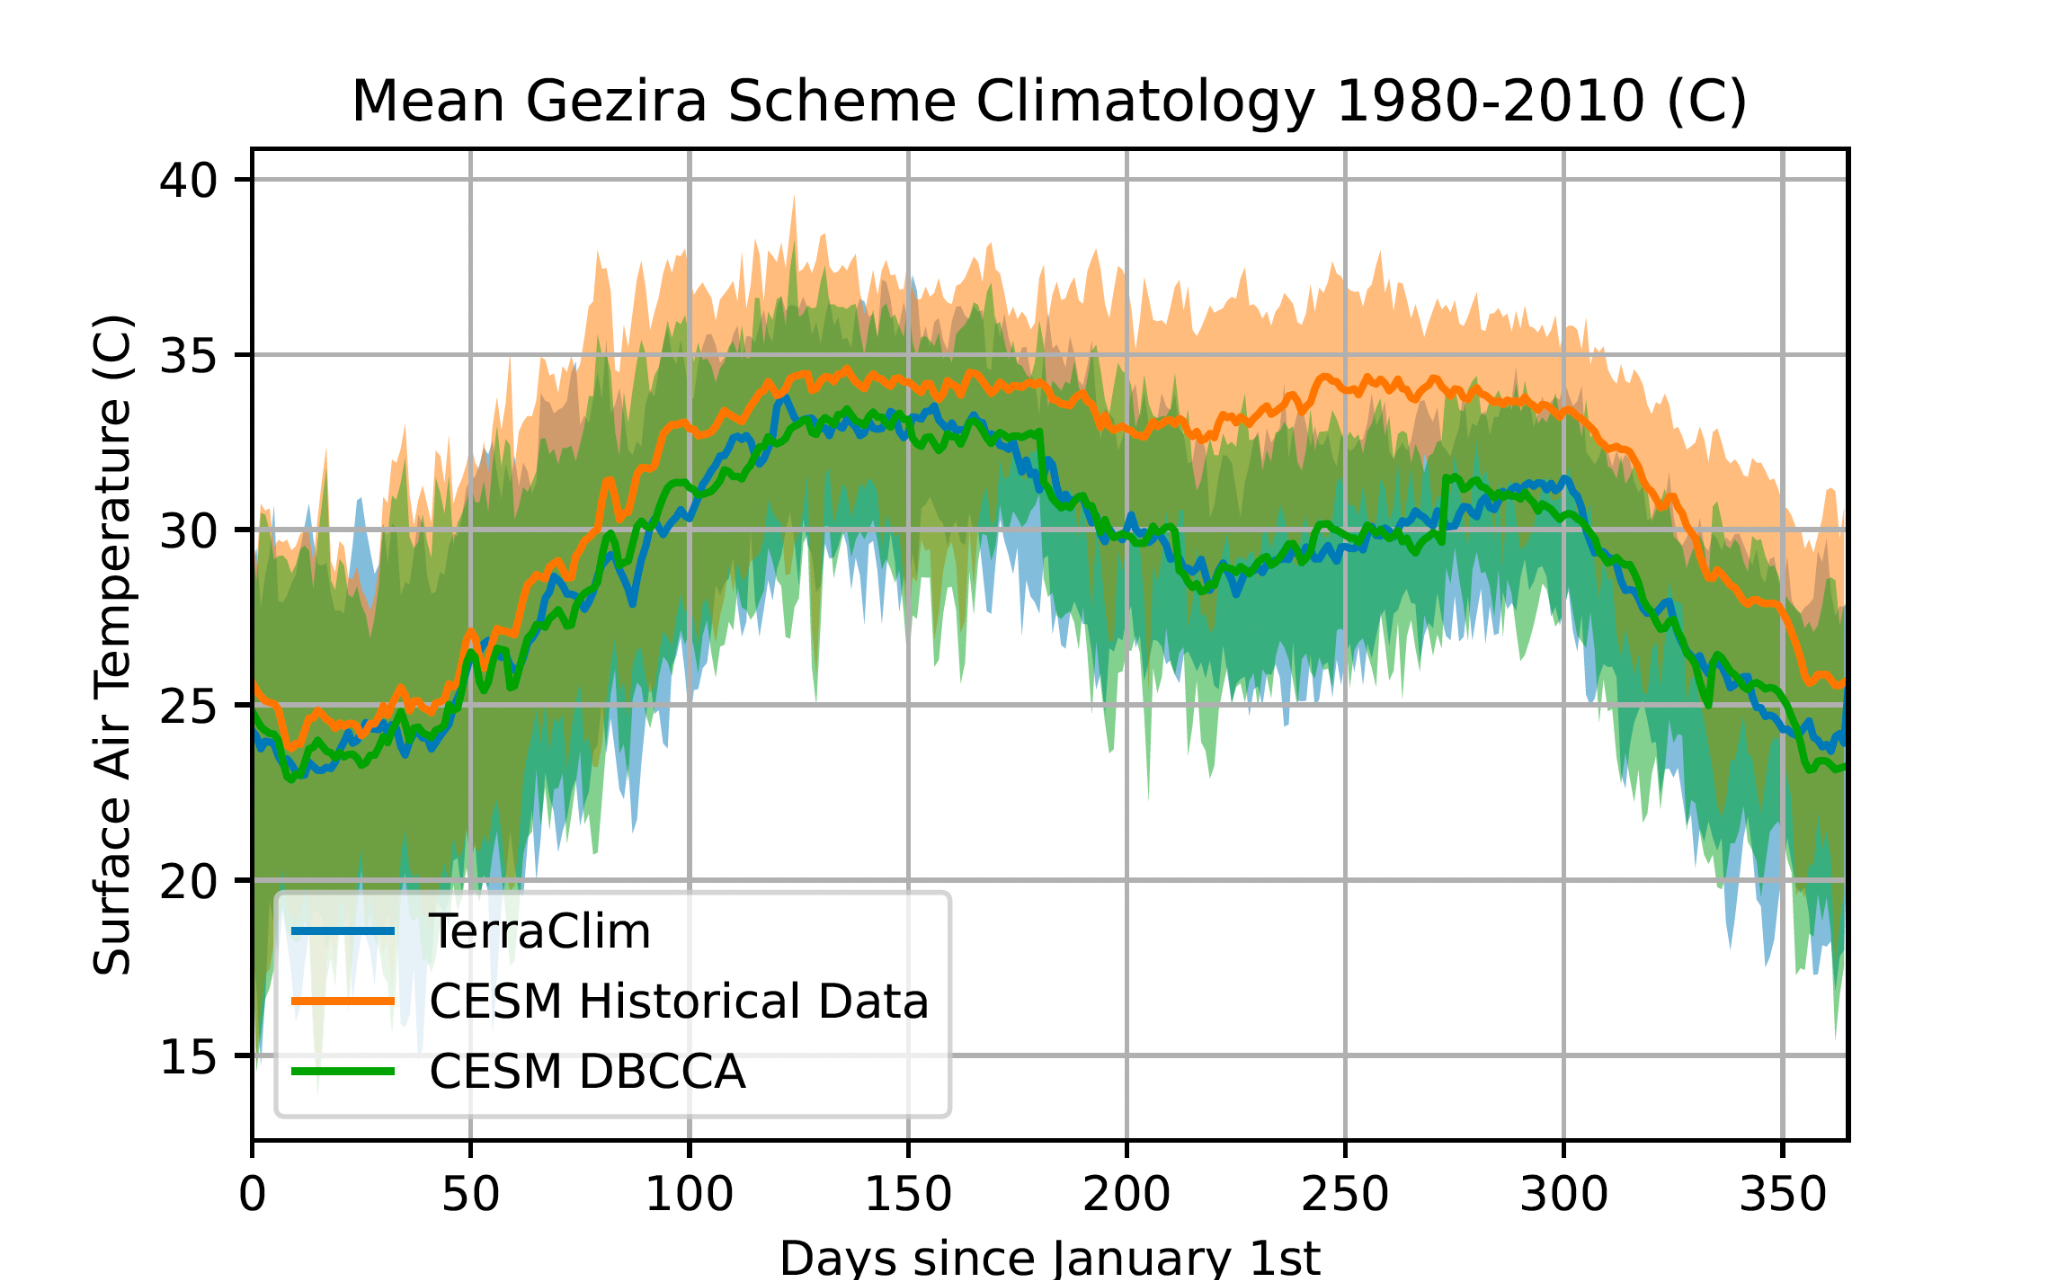 Mean Gezira Scheme Climatology 1980-2010 (C)
40
35
30
25
20
15
Surface Air Temperature (C)
TerraClim
CESM Historical Data
CESM DBCCA
0 50 100 150 200 250 300 350
Days since January 1st